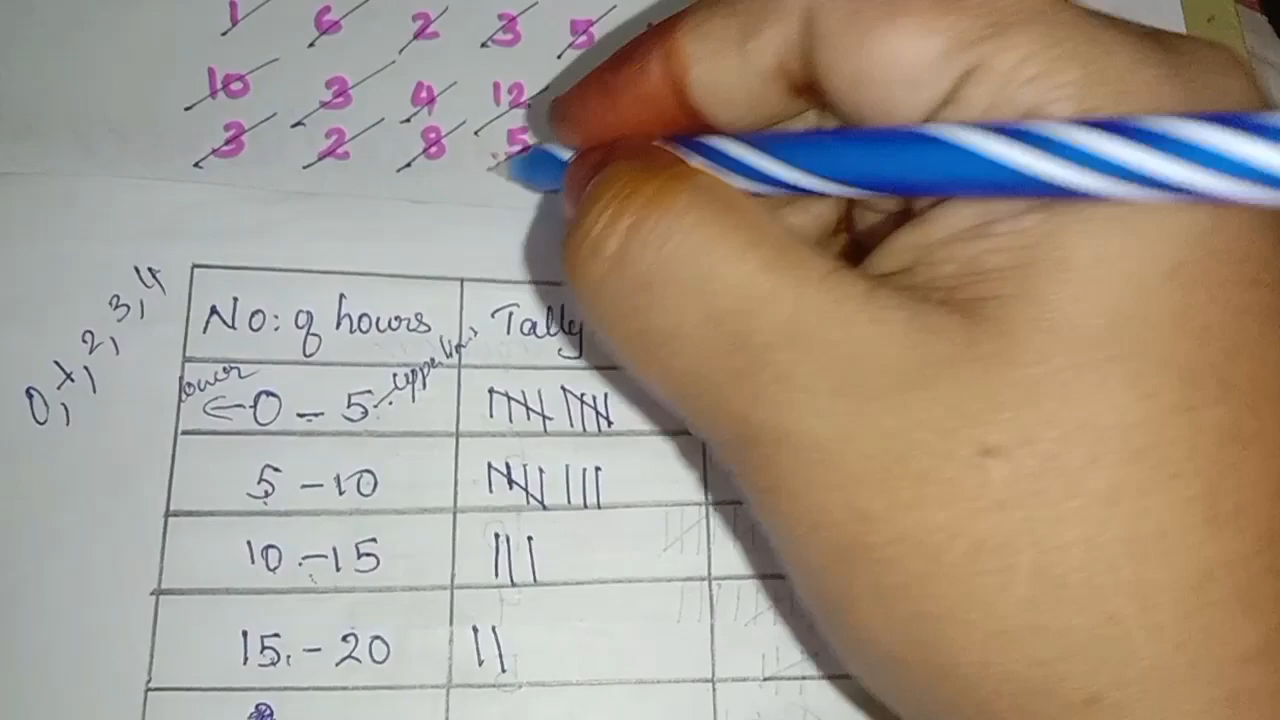 1 6 2 3 5
10 3 4 12
3 2 8 5
0, 1, 2, 3, 4
No: of hours Tally
lower upper limit
←0 - 5
5 - 10
10 - 15
15 - 20